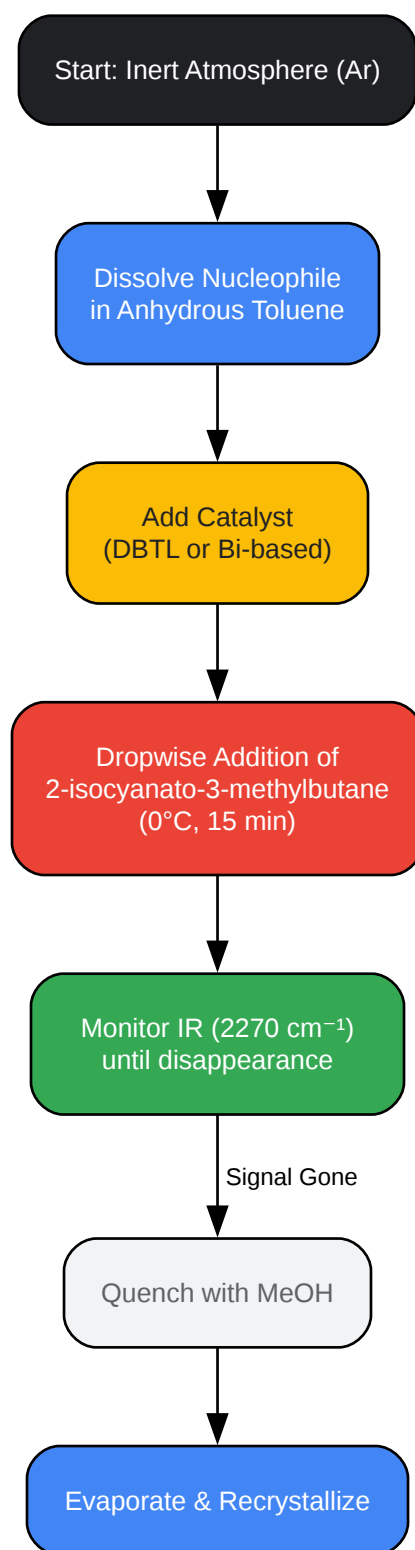 Start: Inert Atmosphere (Ar)
Dissolve Nucleophile
in Anhydrous Toluene
Add Catalyst
(DBTL or Bi-based)
Dropwise Addition of
2-isocyanato-3-methylbutane
(0°C, 15 min)
Monitor IR (2270 cm⁻¹)
until disappearance
Signal Gone
Quench with MeOH
Evaporate & Recrystallize